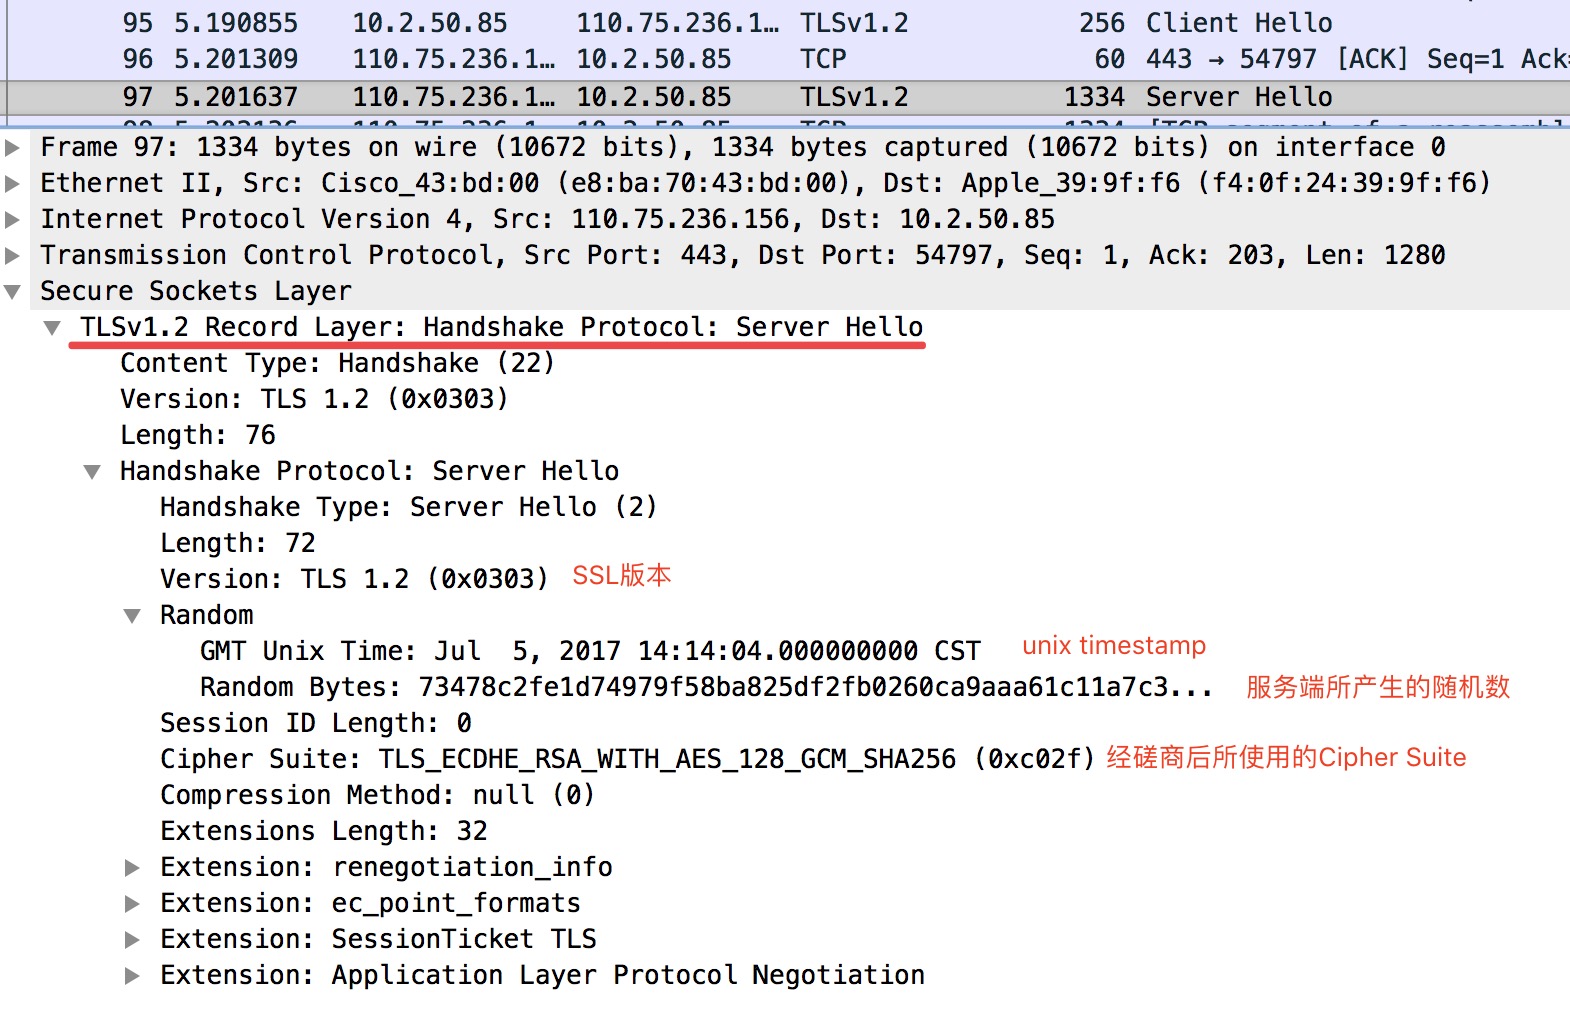 95 5.190855 10.2.50.85 110.75.236.1… TLSv1.2 256 Client Hello
96 5.201309 110.75.236.1… 10.2.50.85 TCP 60 443 → 54797 [ACK] Seq=1 Ack=
97 5.201637 110.75.236.1… 10.2.50.85 TLSv1.2 1334 Server Hello
Frame 97: 1334 bytes on wire (10672 bits), 1334 bytes captured (10672 bits) on interface 0
Ethernet II, Src: Cisco_43:bd:00 (e8:ba:70:43:bd:00), Dst: Apple_39:9f:f6 (f4:0f:24:39:9f:f6)
Internet Protocol Version 4, Src: 110.75.236.156, Dst: 10.2.50.85
Transmission Control Protocol, Src Port: 443, Dst Port: 54797, Seq: 1, Ack: 203, Len: 1280
Secure Sockets Layer
TLSv1.2 Record Layer: Handshake Protocol: Server Hello
Content Type: Handshake (22)
Version: TLS 1.2 (0x0303)
Length: 76
Handshake Protocol: Server Hello
Handshake Type: Server Hello (2)
Length: 72
Version: TLS 1.2 (0x0303) SSL版本
Random
GMT Unix Time: Jul  5, 2017 14:14:04.000000000 CST unix timestamp
Random Bytes: 73478c2fe1d74979f58ba825df2fb0260ca9aaa61c11a7c3... 服务端所产生的随机数
Session ID Length: 0
Cipher Suite: TLS_ECDHE_RSA_WITH_AES_128_GCM_SHA256 (0xc02f) 经磋商后所使用的Cipher Suite
Compression Method: null (0)
Extensions Length: 32
Extension: renegotiation_info
Extension: ec_point_formats
Extension: SessionTicket TLS
Extension: Application Layer Protocol Negotiation